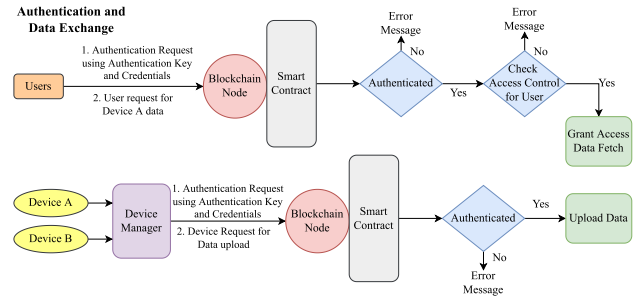 Authentication and
Data Exchange
1. Authentication Request
using Authentication Key
and Credentials
2. User request for
Device A data
Users
Blockchain
Node
Smart
Contract
Error
Message
No
Authenticated
Yes
Error
Message
No
Check
Access Control
for User
Yes
Grant Access
Data Fetch
Device A
Device B
Device
Manager
1. Authentication Request
using Authentication Key
and Credentials
2. Device Request for
Data upload
Blockchain
Node
Smart
Contract
Authenticated
Yes
Upload Data
No
Error
Message